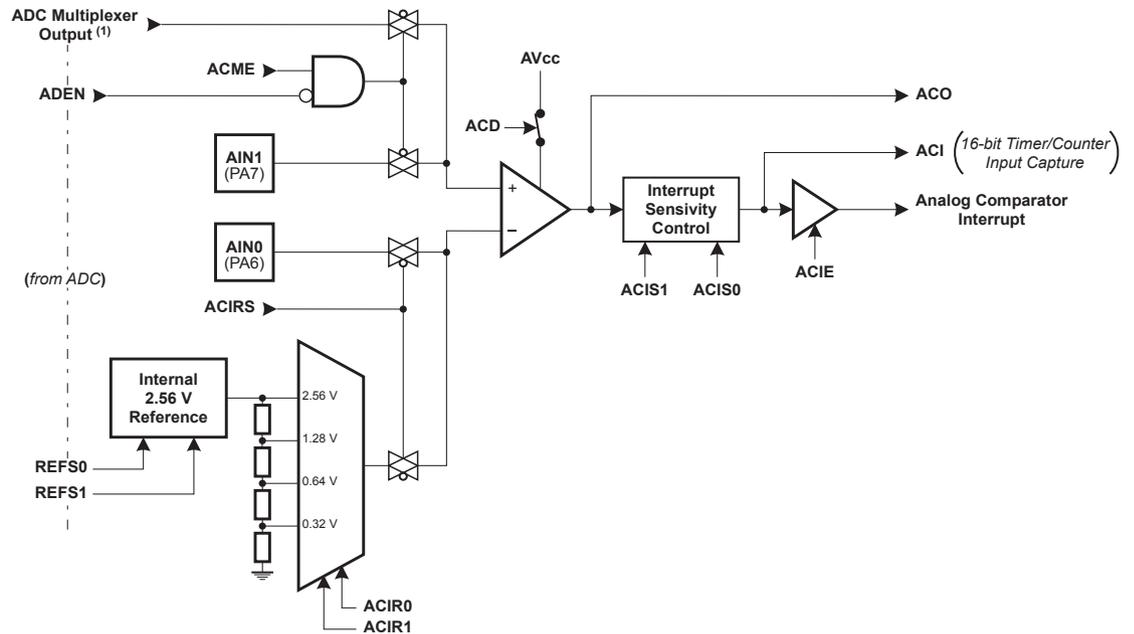 ADC Multiplexer
Output (1)
ACME
ADEN
AIN1
(PA7)
AIN0
(PA6)
(from ADC)
ACIRS
Internal
2.56 V
Reference
REFS0
REFS1
2.56 V
1.28 V
0.64 V
0.32 V
ACIR0
ACIR1
AVcc
ACD
+
−
Interrupt
Sensivity
Control
ACIS1
ACIS0
ACIE
ACO
ACI (16-bit Timer/Counter
Input Capture)
Analog Comparator
Interrupt